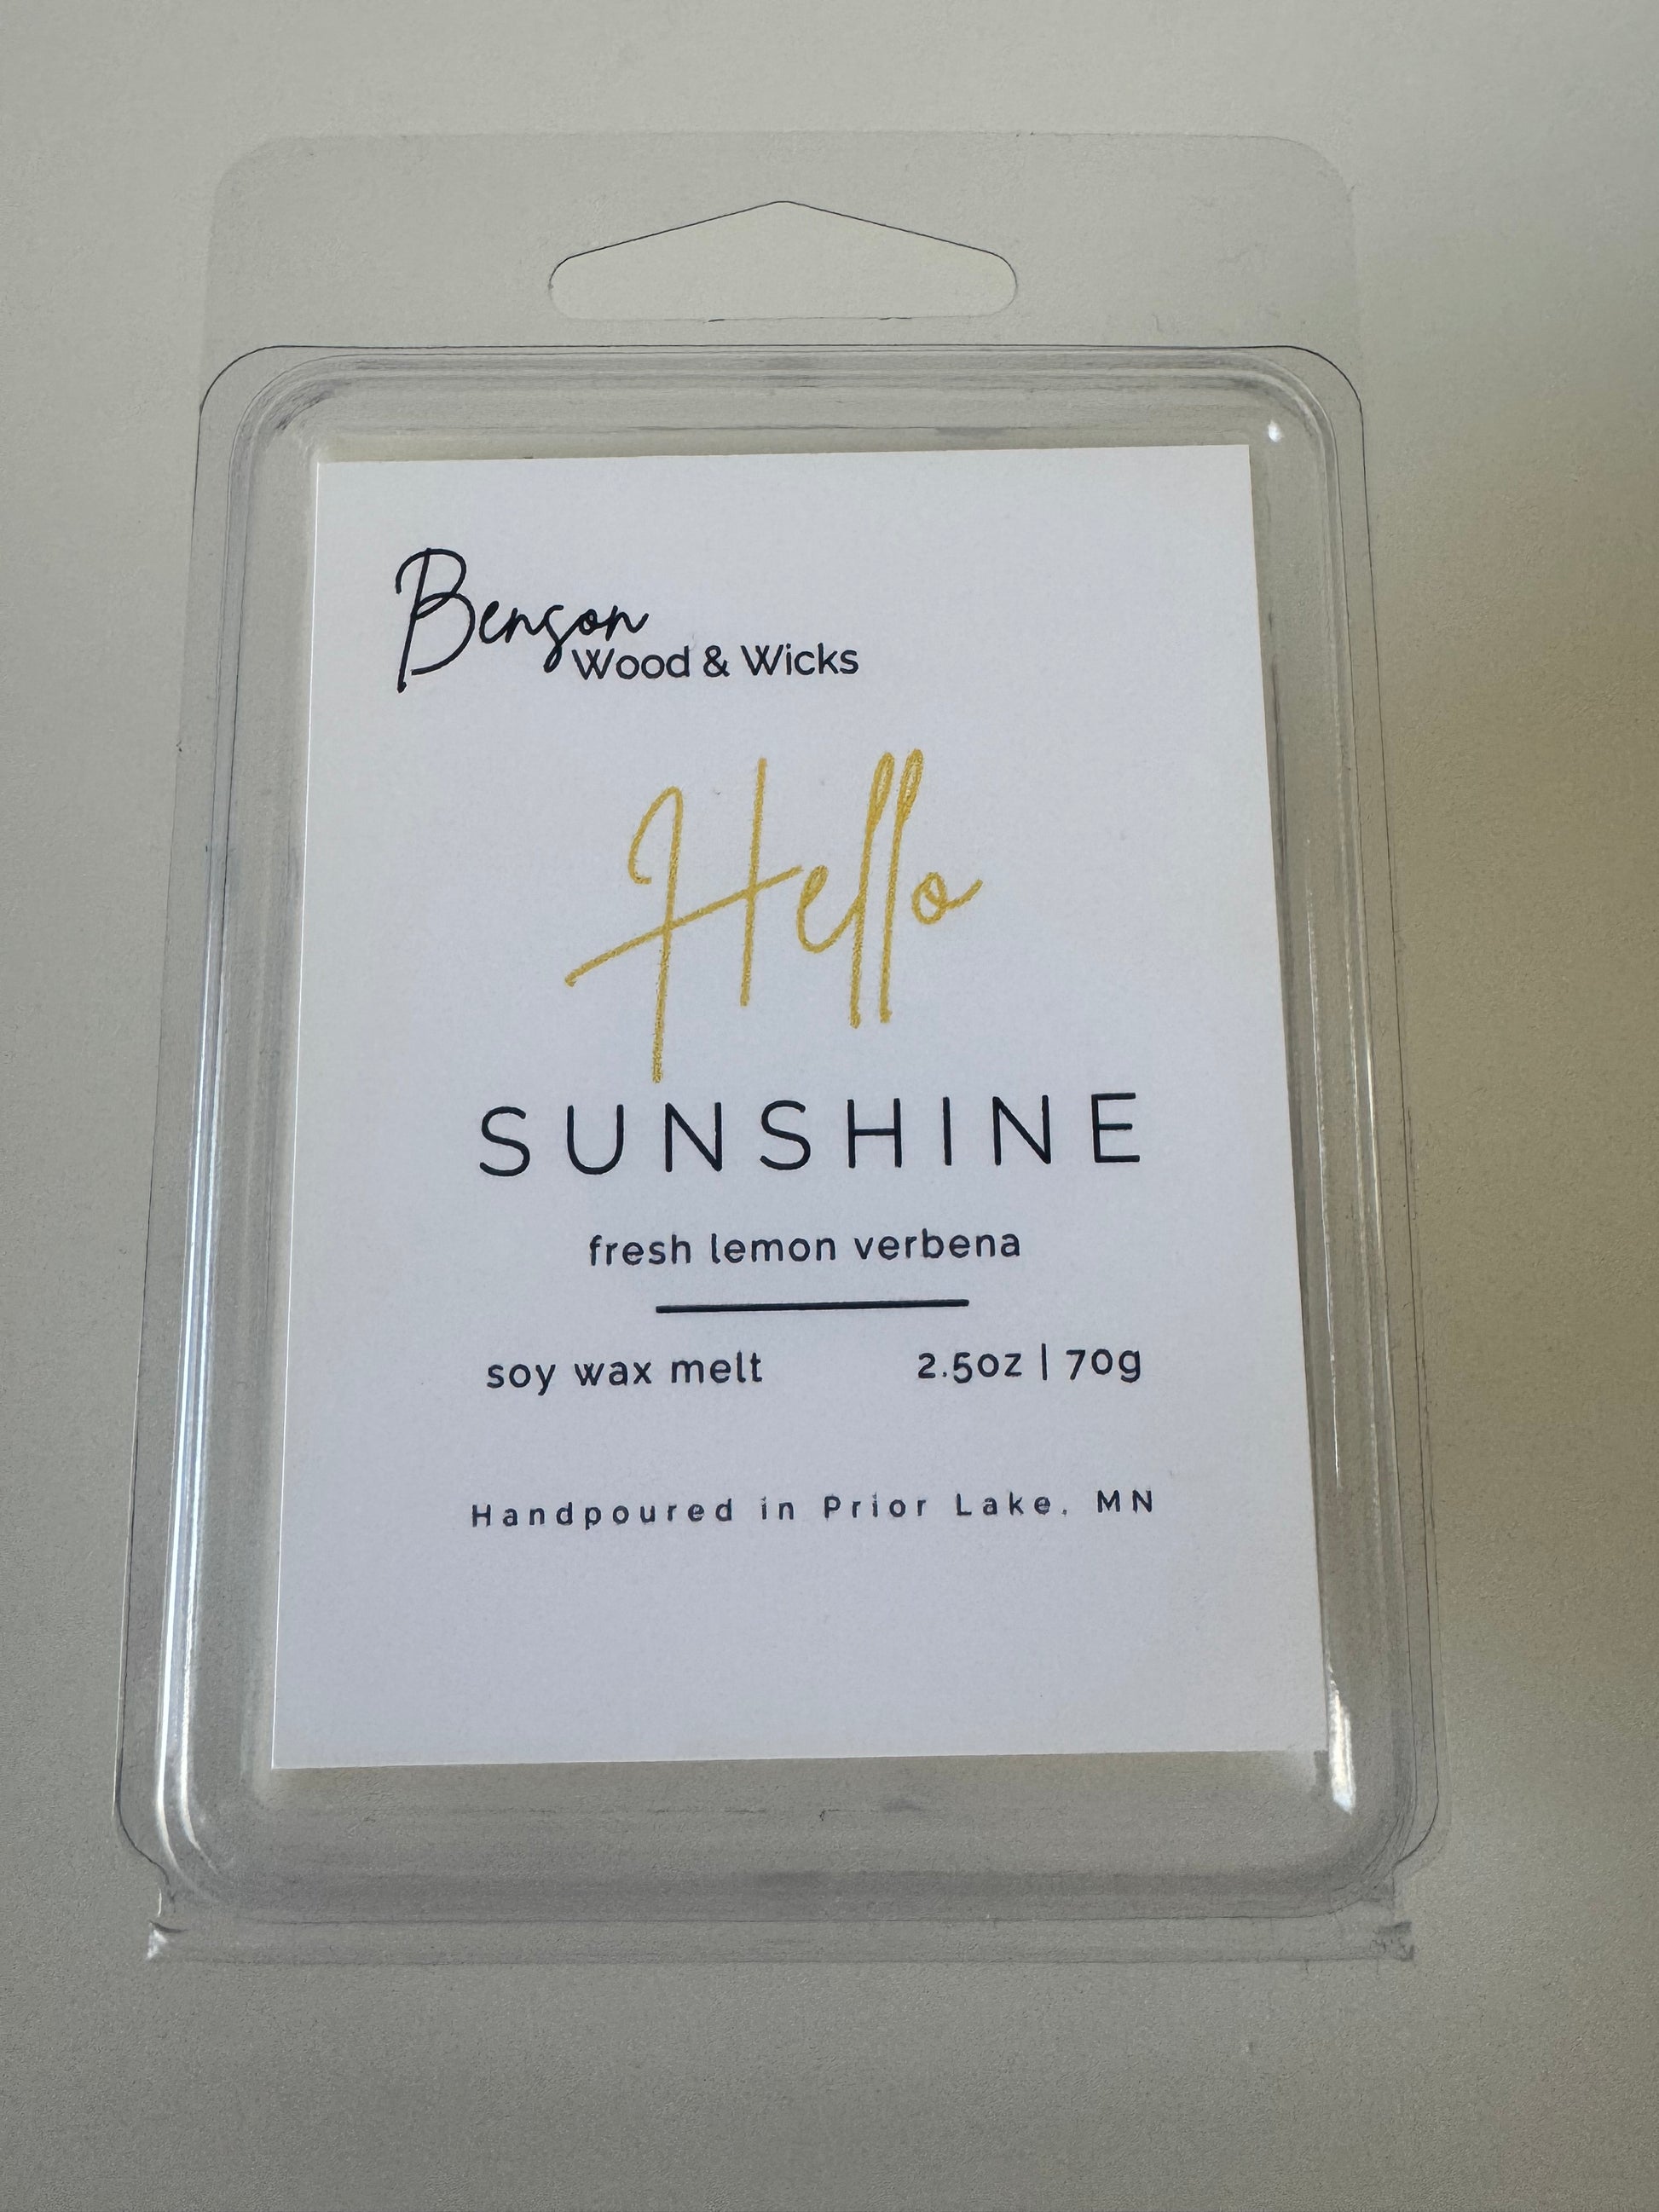 Benson
Wood & Wicks
Hello
SUNSHINE
fresh lemon verbena
soy wax melt 2.5oz | 70g
Handpoured in Prior Lake, MN